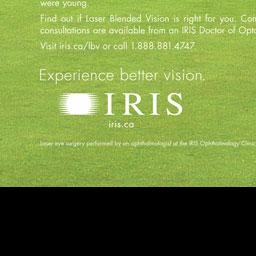 were young.
Find out if Laser Blended Vision is right for you. Con
consultations are available from an IRIS Doctor of Opto
Visit iris.ca/lbv or call 1.888.881.4747.
Experience better vision.
IRIS
iris.ca
Laser eye surgery performed by an ophthalmologist at the IRIS Ophthalmology Clinic